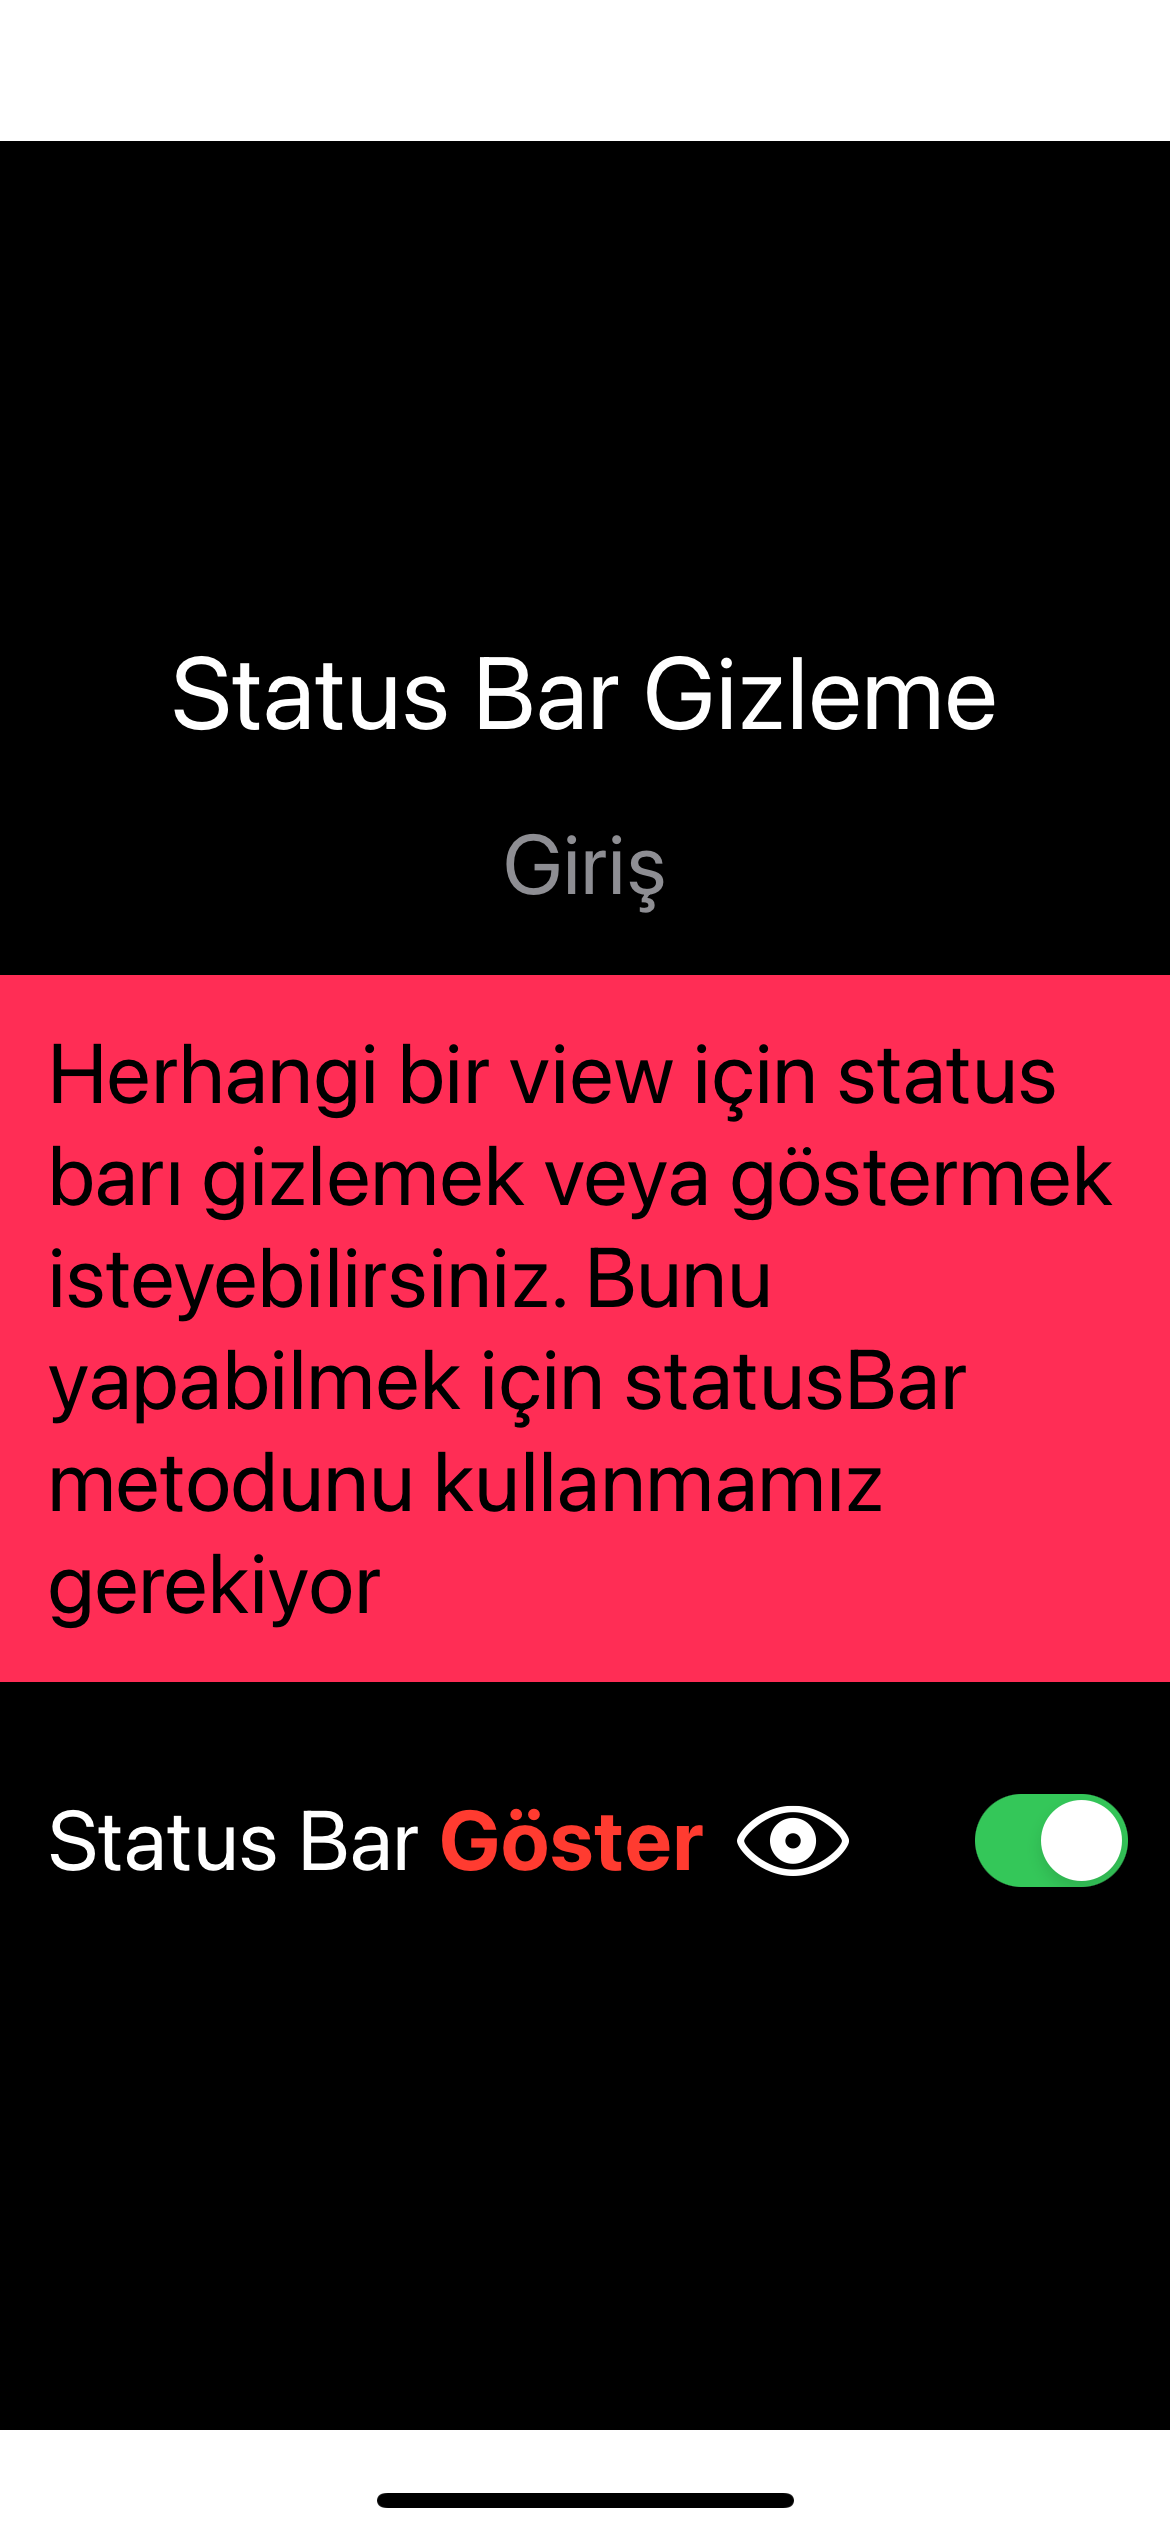 Status Bar Gizleme
Giriş
Herhangi bir view için status
barı gizlemek veya göstermek
isteyebilirsiniz. Bunu
yapabilmek için statusBar
metodunu kullanmamız
gerekiyor
Status Bar Göster